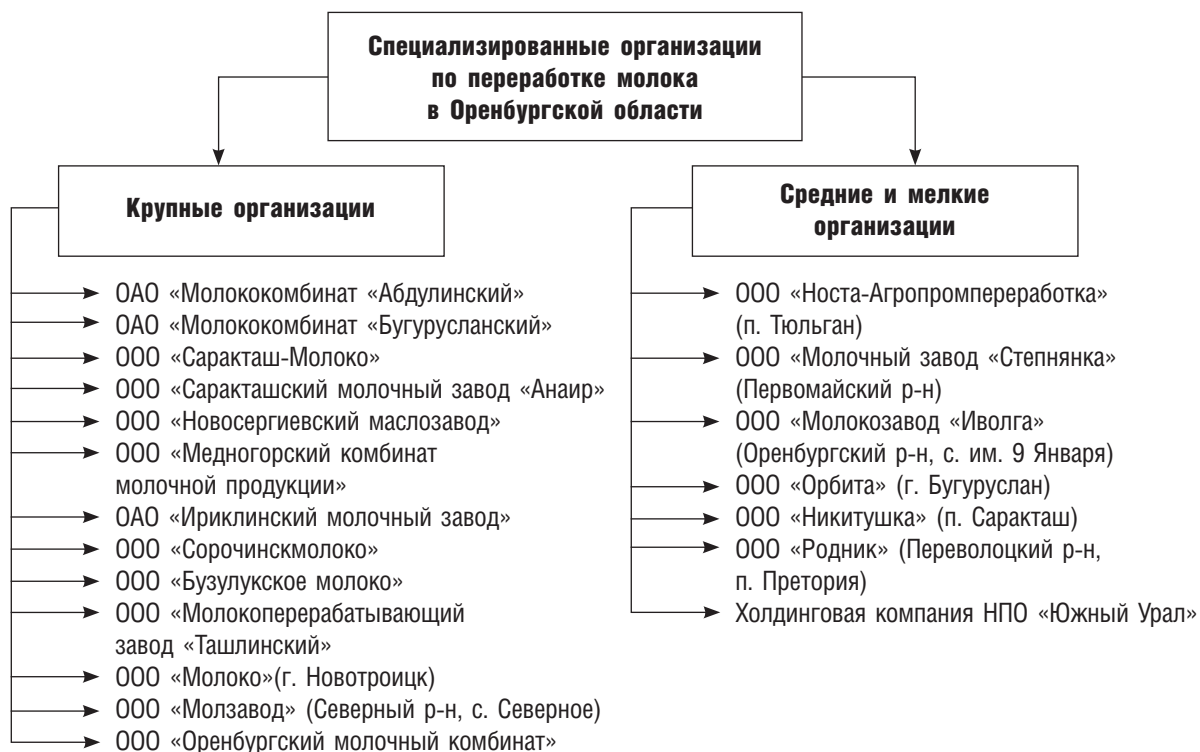 Специализированные организации
по переработке молока
в Оренбургской области
Крупные организации
ОАО «Молококомбинат «Абдулинский»
ОАО «Молококомбинат «Бугурусланский»
ООО «Саракташ-Молоко»
ООО «Саракташский молочный завод «Анаир»
ООО «Новосергиевский маслозавод»
ООО «Медногорский комбинат
молочной продукции»
ОАО «Ириклинский молочный завод»
ООО «Сорочинскмолоко»
ООО «Бузулукское молоко»
ООО «Молокоперерабатывающий
завод «Ташлинский»
ООО «Молоко»(г. Новотроицк)
ООО «Молзавод» (Северный р-н, с. Северное)
ООО «Оренбургский молочный комбинат»
Средние и мелкие
организации
ООО «Носта-Агропромпереработка»
(п. Тюльган)
ООО «Молочный завод «Степнянка»
(Первомайский р-н)
ООО «Молокозавод «Иволга»
(Оренбургский р-н, с. им. 9 Января)
ООО «Орбита» (г. Бугуруслан)
ООО «Никитушка» (п. Саракташ)
ООО «Родник» (Переволоцкий р-н,
п. Претория)
Холдинговая компания НПО «Южный Урал»